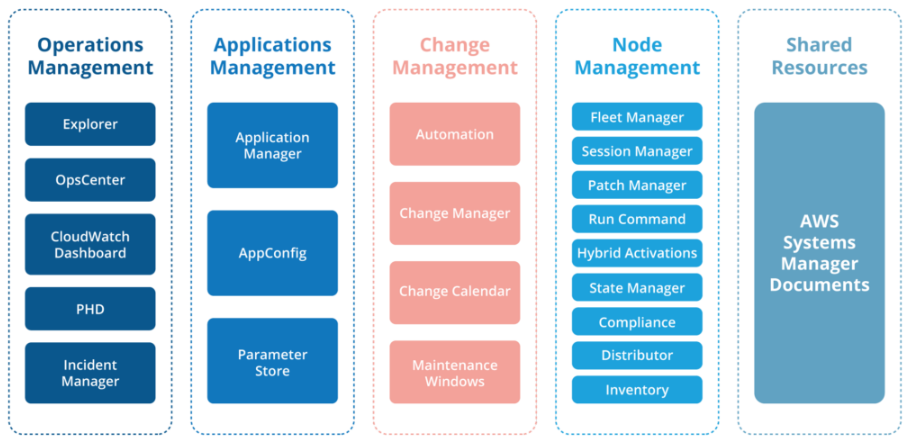 Operations
Management
Explorer
OpsCenter
CloudWatch
Dashboard
PHD
Incident
Manager
Applications
Management
Application
Manager
AppConfig
Parameter
Store
Change
Management
Automation
Change Manager
Change Calendar
Maintenance
Windows
Node
Management
Fleet Manager
Session Manager
Patch Manager
Run Command
Hybrid Activations
State Manager
Compliance
Distributor
Inventory
Shared
Resources
AWS
Systems
Manager
Documents